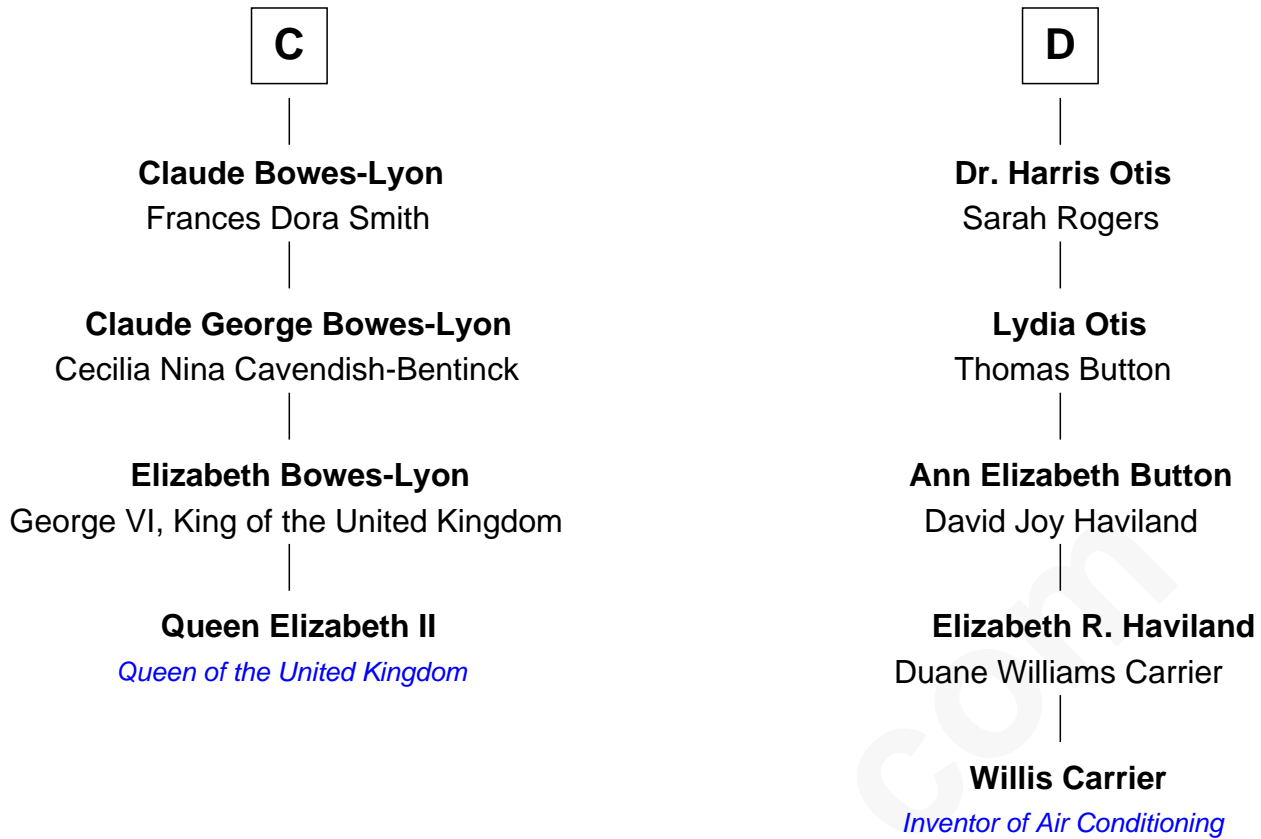 C
Claude Bowes-Lyon
Frances Dora Smith
Claude George Bowes-Lyon
Cecilia Nina Cavendish-Bentinck
Elizabeth Bowes-Lyon
George VI, King of the United Kingdom
Queen Elizabeth II
Queen of the United Kingdom
D
Dr. Harris Otis
Sarah Rogers
Lydia Otis
Thomas Button
Ann Elizabeth Button
David Joy Haviland
Elizabeth R. Haviland
Duane Williams Carrier
Willis Carrier
Inventor of Air Conditioning
com